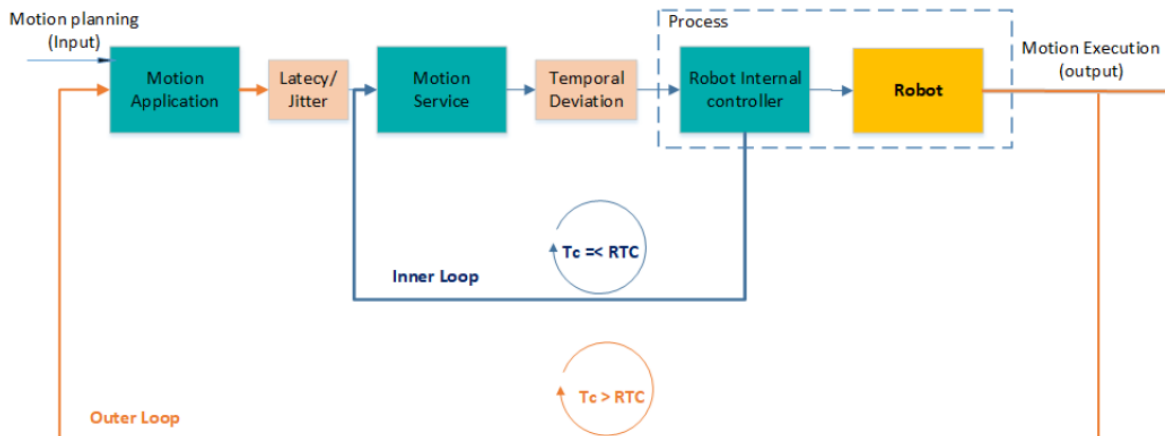 Motion planning
(Input)
Motion
Application
Latecy/
Jitter
Motion
Service
Temporal
Deviation
Process
Robot Internal
controller
Robot
Motion Execution
(output)
Inner Loop
Tc =< RTC
Tc > RTC
Outer Loop